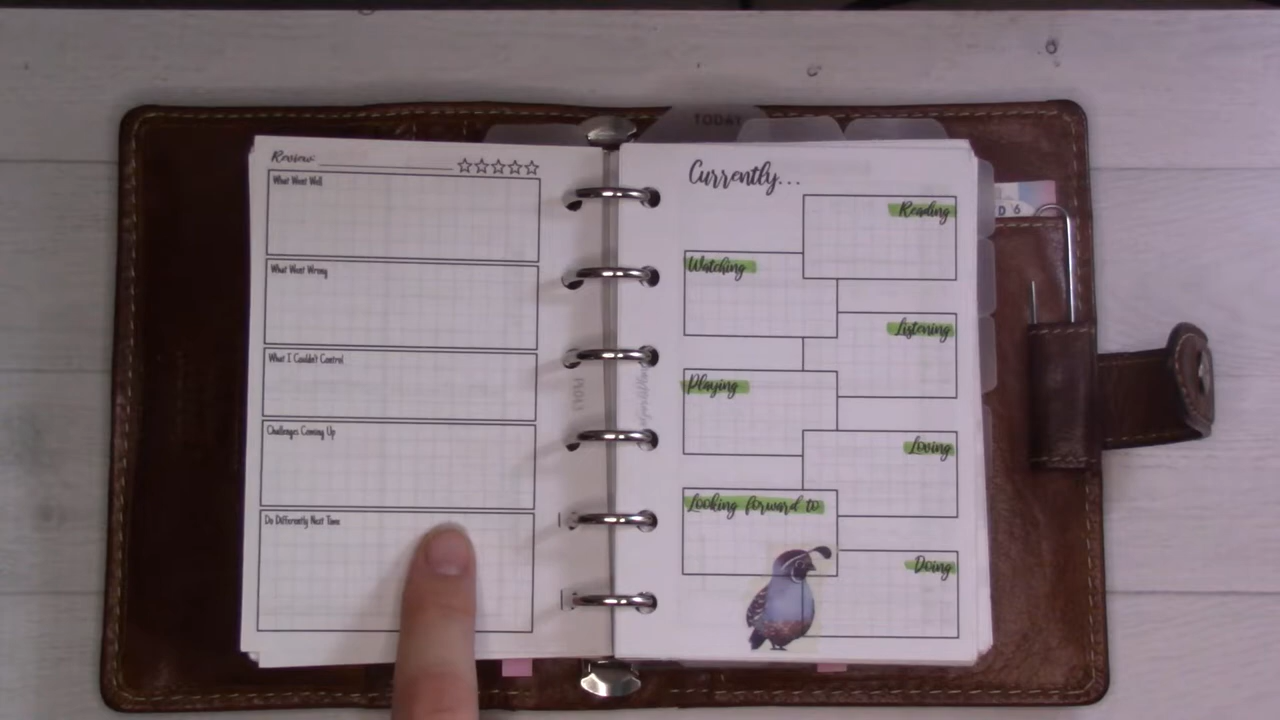 TODAY
D 6
Review:
What Went Well
What Went Wrong
What I Couldn't Control
Challenges Coming Up
Do Differently Next Time
Currently...
Reading
Watching
Listening
Playing
Loving
Looking forward to
Doing